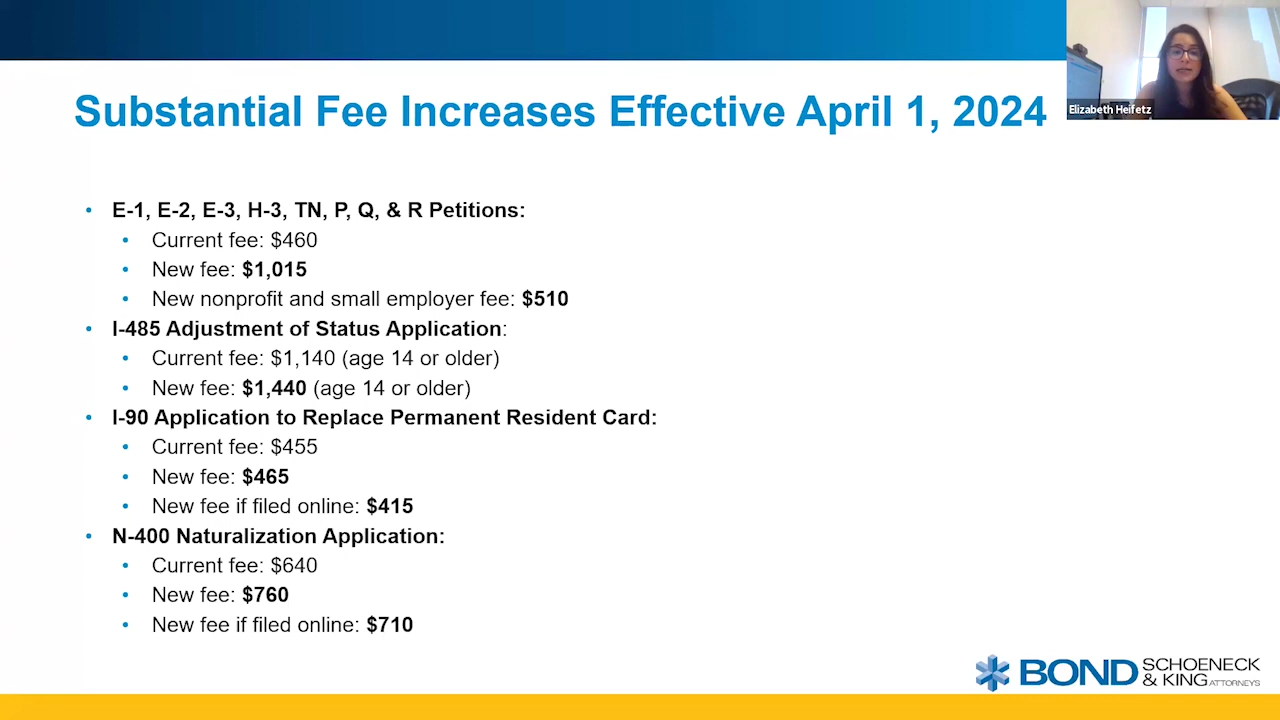 Substantial Fee Increases Effective April 1, 2024
Elizabeth Heifetz
• E-1, E-2, E-3, H-3, TN, P, Q, & R Petitions:
• Current fee: $460
• New fee: $1,015
• New nonprofit and small employer fee: $510
• I-485 Adjustment of Status Application:
• Current fee: $1,140 (age 14 or older)
• New fee: $1,440 (age 14 or older)
• I-90 Application to Replace Permanent Resident Card:
• Current fee: $455
• New fee: $465
• New fee if filed online: $415
• N-400 Naturalization Application:
• Current fee: $640
• New fee: $760
• New fee if filed online: $710
BOND SCHOENECK
& KING ATTORNEYS